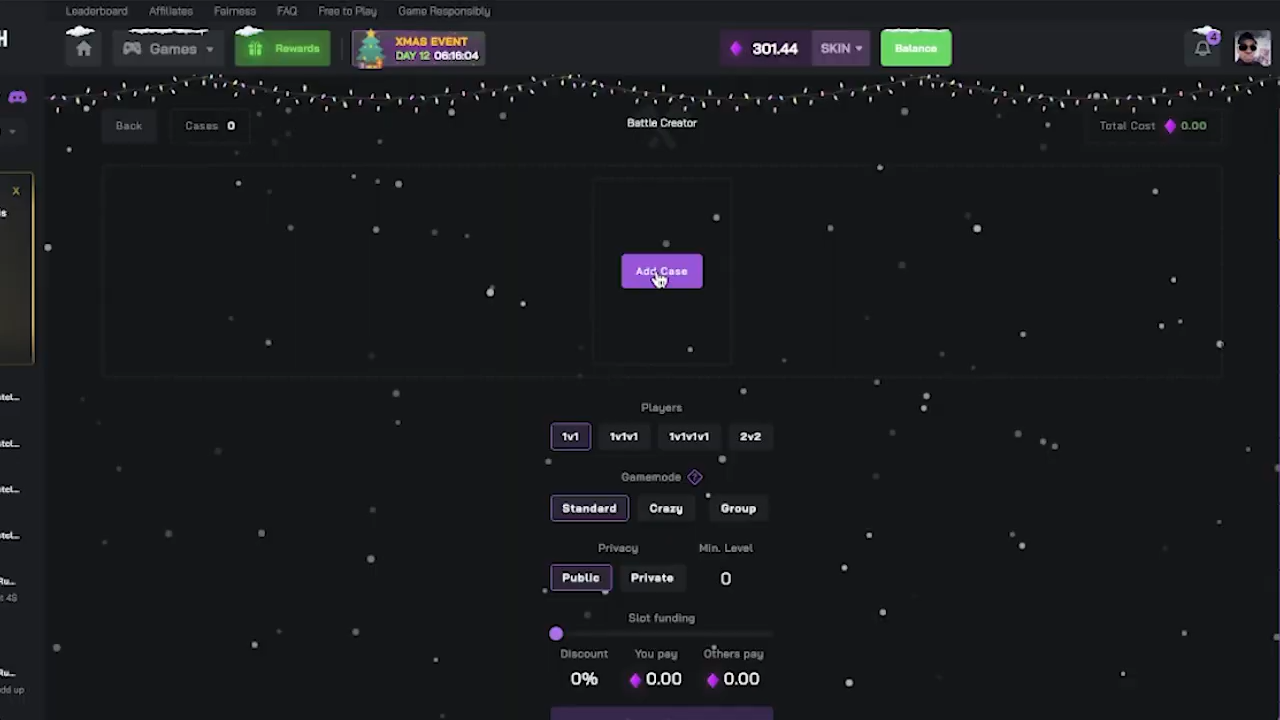 Leaderboard Affiliates Fairness FAQ Free to Play Game Responsibly
H Games Rewards XMAS EVENT 301.44 SKIN Balance 4
DAY 12 06:16:04
Back Cases 0 Battle Creator Total Cost 0.00
X
Add Case
Players
1v1 1v1v1 1v1v1v1 2v2
Gamemode ?
Standard Crazy Group
Privacy Min. Level
Public Private 0
Slot funding
Discount You pay Others pay
0% 0.00 0.00